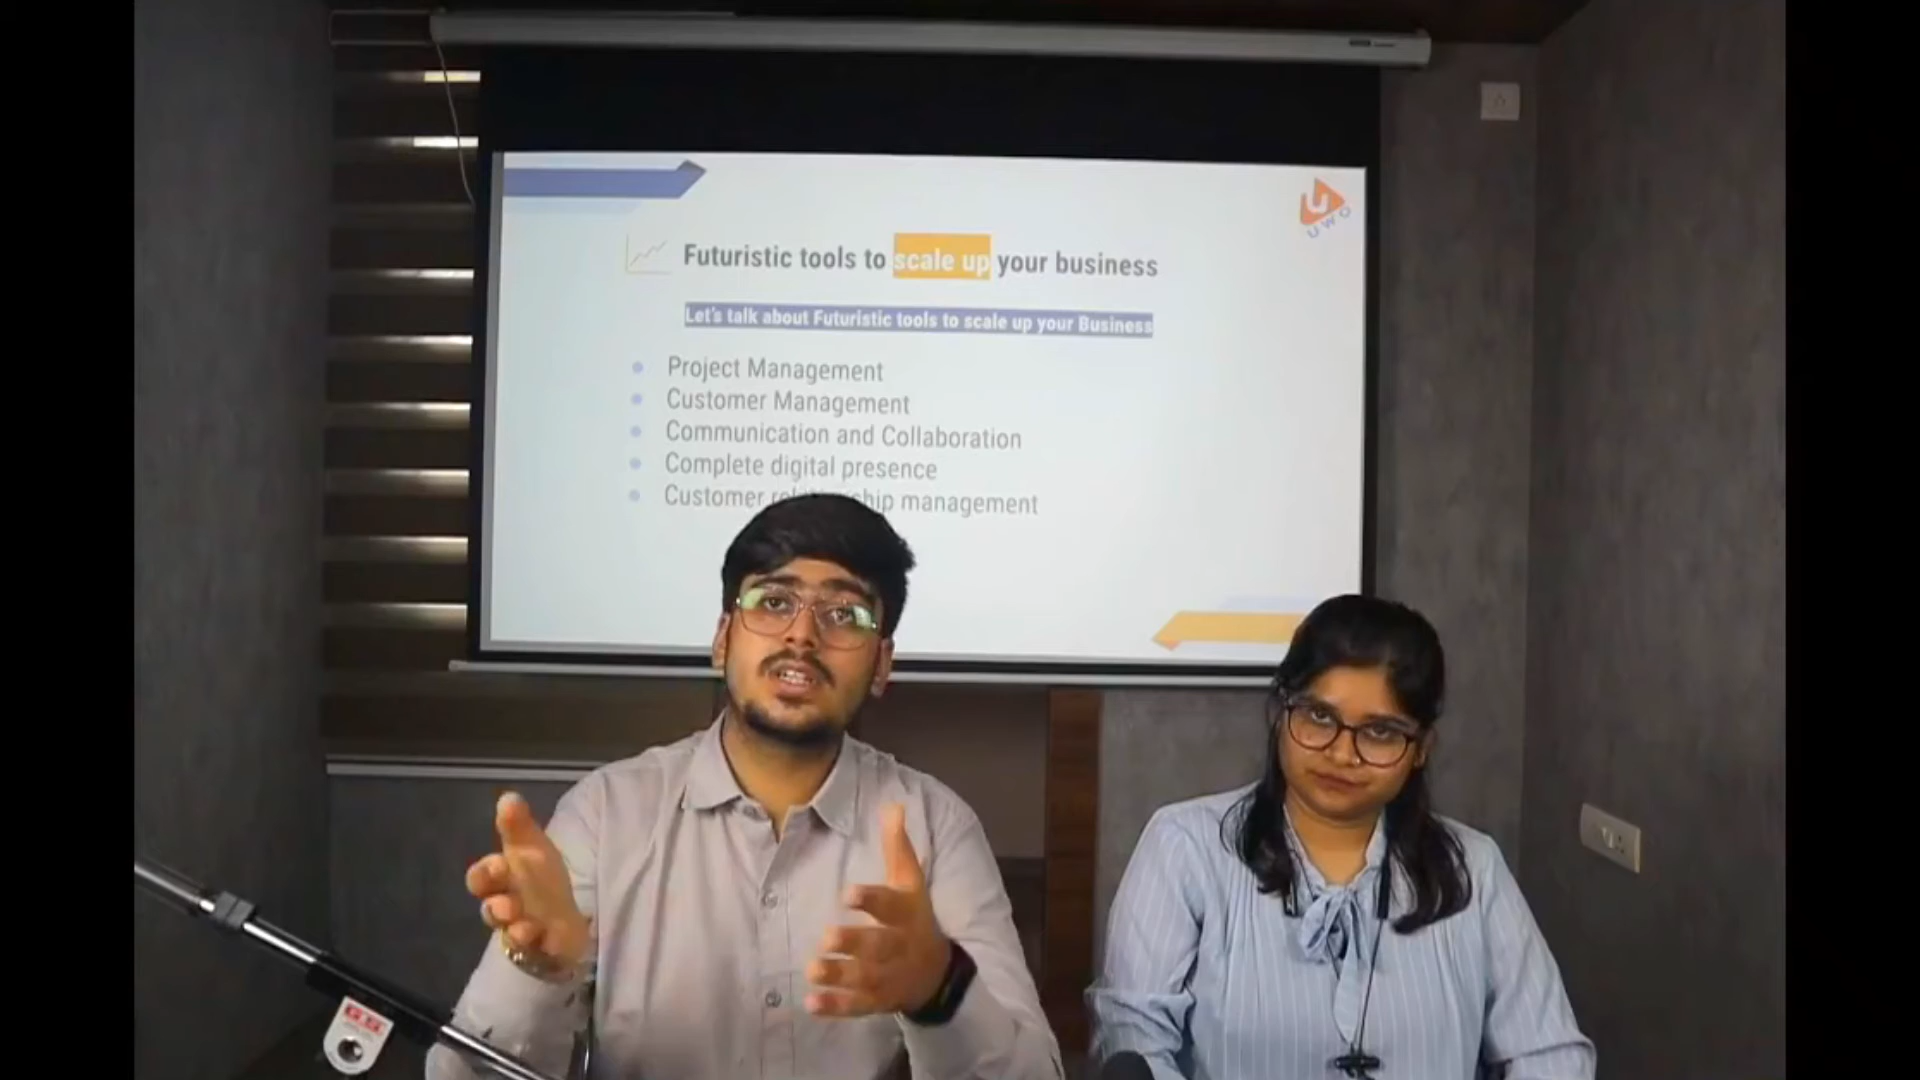 U
UWO
Futuristic tools to scale up your business
Let's talk about Futuristic tools to scale up your Business
Project Management
Customer Management
Communication and Collaboration
Complete digital presence
Customer relationship management